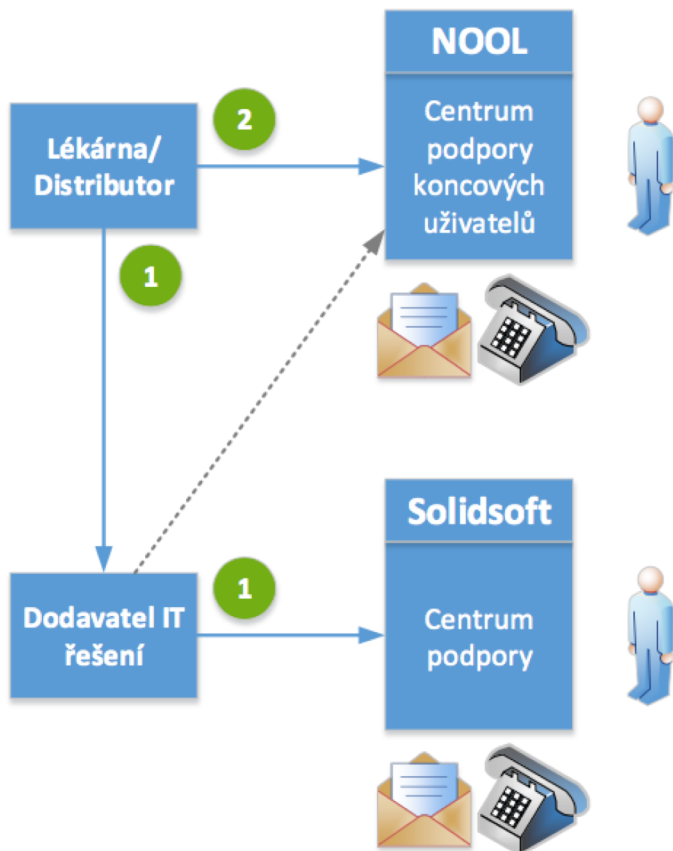 NOOL
Centrum
podpory
koncových
uživatelů
2
Lékárna/
Distributor
1
Solidsoft
Centrum
podpory
1
Dodavatel IT
řešení